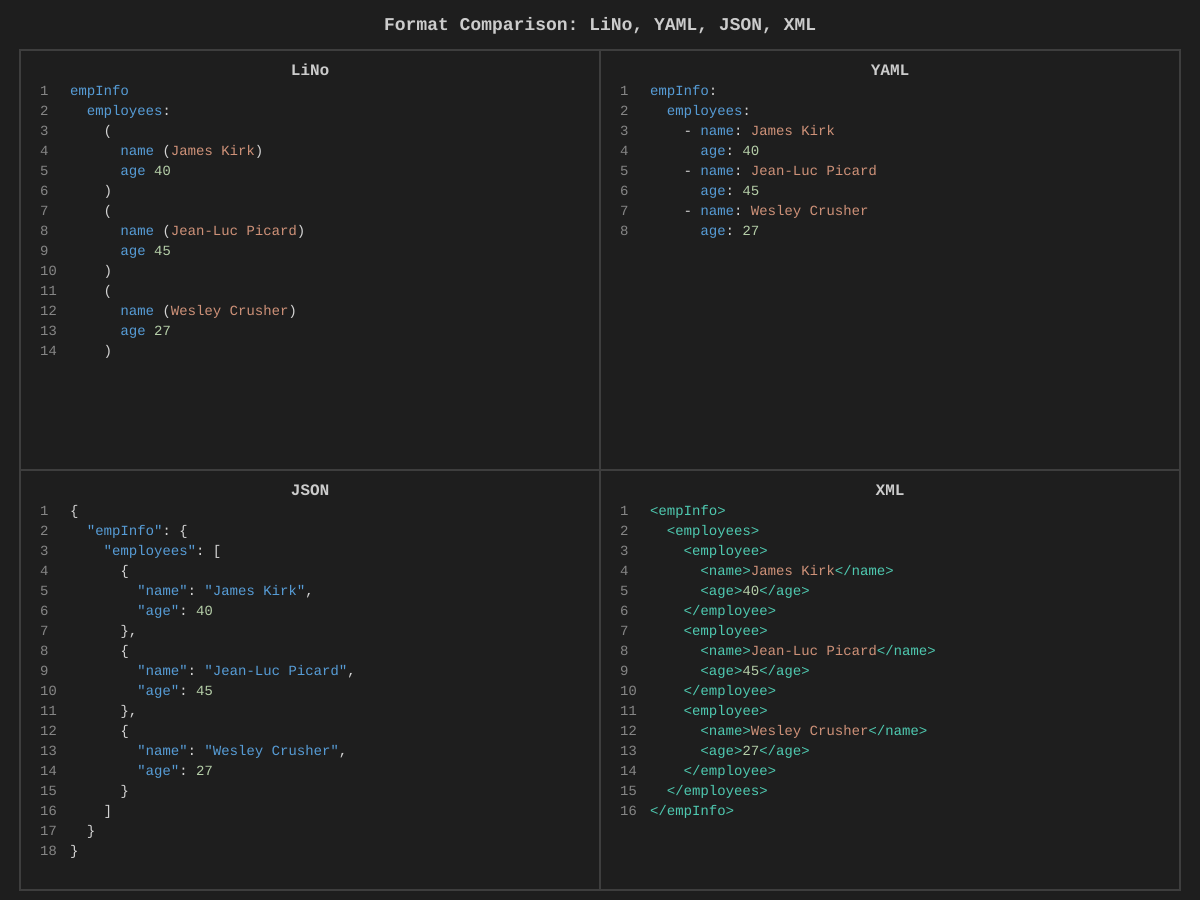 Format Comparison: LiNo, YAML, JSON, XML
LiNo
1 empInfo
2   employees:
3     (
4       name (James Kirk)
5       age 40
6     )
7     (
8       name (Jean-Luc Picard)
9       age 45
10     )
11     (
12       name (Wesley Crusher)
13       age 27
14     )
YAML
1 empInfo:
2   employees:
3     - name: James Kirk
4       age: 40
5     - name: Jean-Luc Picard
6       age: 45
7     - name: Wesley Crusher
8       age: 27
JSON
1 {
2   "empInfo": {
3     "employees": [
4       {
5         "name": "James Kirk",
6         "age": 40
7       },
8       {
9         "name": "Jean-Luc Picard",
10         "age": 45
11       },
12       {
13         "name": "Wesley Crusher",
14         "age": 27
15       }
16     ]
17   }
18 }
XML
1 <empInfo>
2   <employees>
3     <employee>
4       <name>James Kirk</name>
5       <age>40</age>
6     </employee>
7     <employee>
8       <name>Jean-Luc Picard</name>
9       <age>45</age>
10     </employee>
11     <employee>
12       <name>Wesley Crusher</name>
13       <age>27</age>
14     </employee>
15   </employees>
16 </empInfo>